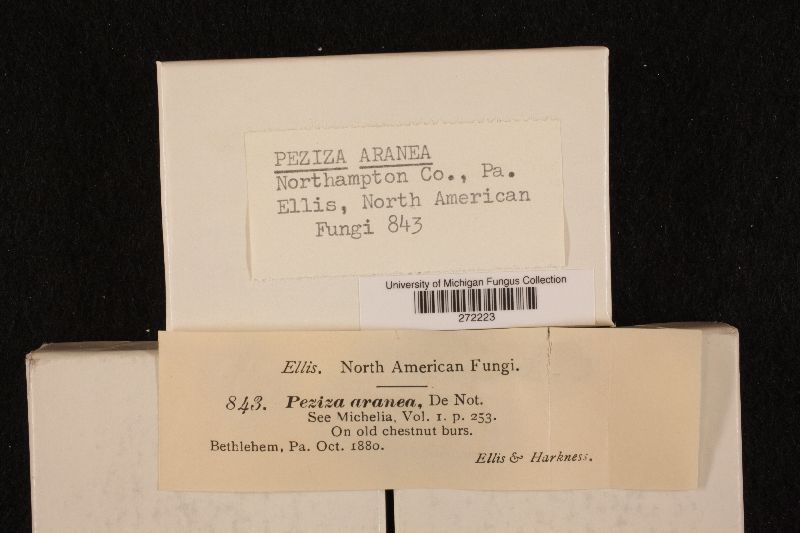 PEZIZA ARANEA
Northampton Co., Pa.
Ellis, North American
Fungi 843
University of Michigan Fungus Collection
272223
Ellis. North American Fungi.
843. Peziza aranea, De Not.
See Michelia, Vol. 1. p. 253.
On old chestnut burs.
Bethlehem, Pa. Oct. 1880.
Ellis & Harkness.